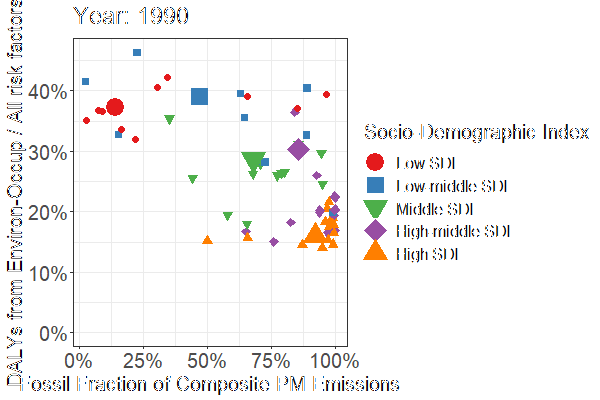 Year: 1990
DALYs from Environ-Occup / All risk factors
40%
30%
20%
10%
0%
0%
25%
50%
75%
100%
Fossil Fraction of Composite PM Emissions
Socio-Demographic Index
Low SDI
Low-middle SDI
Middle SDI
High-middle SDI
High SDI